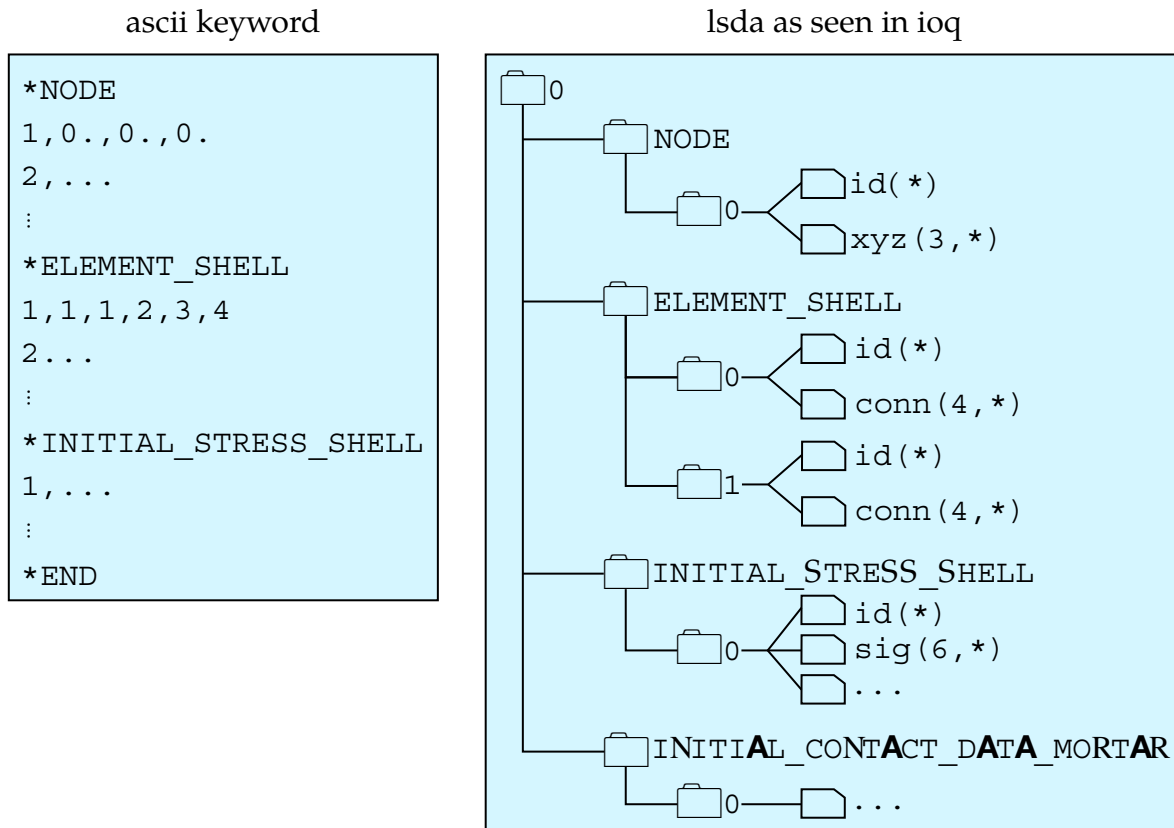 ascii keyword
*NODE
1,0.,0.,0.
2,...
⋮
*ELEMENT_SHELL
1,1,1,2,3,4
2...
⋮
*INITIAL_STRESS_SHELL
1,...
⋮
*END
lsda as seen in ioq
0
NODE
0
id(*)
xyz(3,*)
ELEMENT_SHELL
0
id(*)
conn(4,*)
1
id(*)
conn(4,*)
INITIAL_STRESS_SHELL
0
id(*)
sig(6,*)
...
INITIAL_CONTACT_DATA_MORTAR
0
...